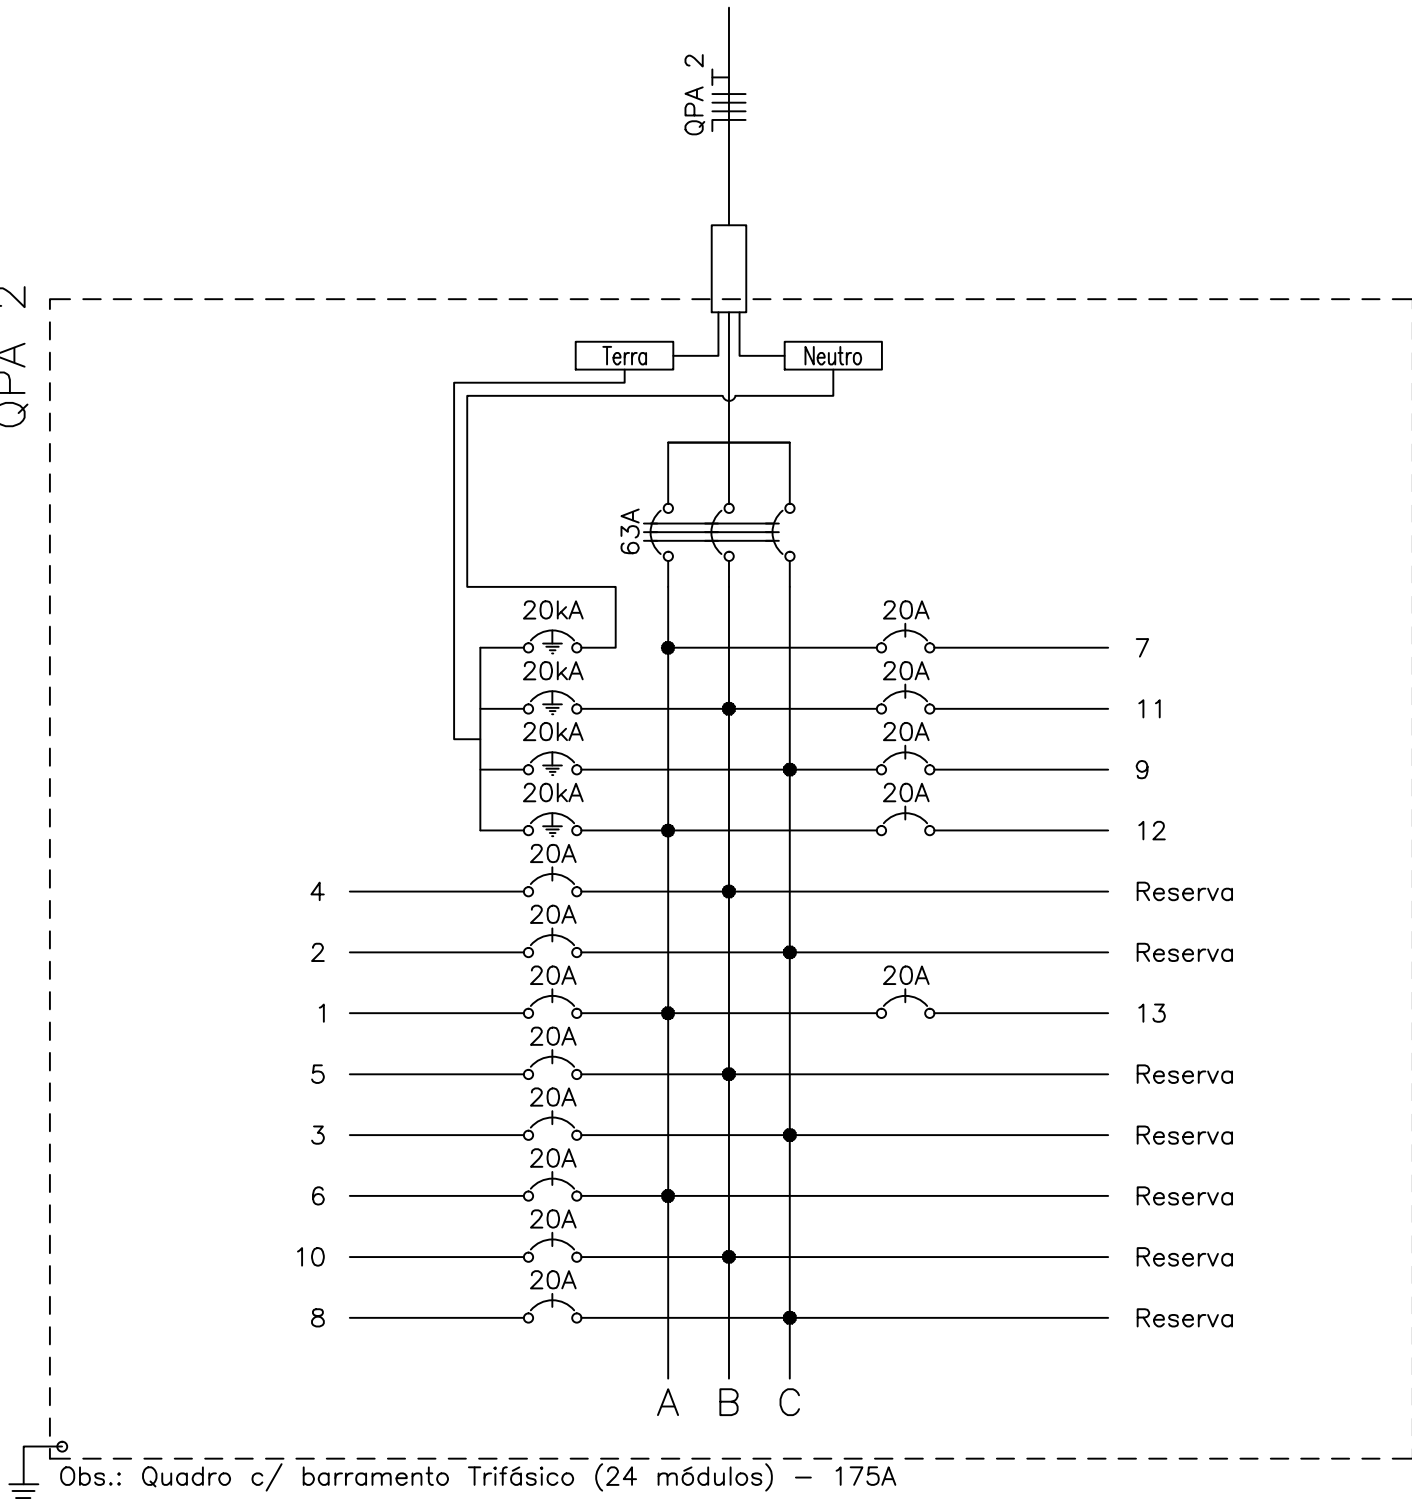 QPA 2
QPA 2
Terra
Neutro
63A
20kA
20A
7
20kA
20A
11
20kA
20A
9
20kA
20A
12
20A
4
Reserva
20A
2
Reserva
20A
20A
1
13
20A
5
Reserva
20A
3
Reserva
20A
6
Reserva
20A
10
Reserva
20A
8
Reserva
A B C
Obs.: Quadro c/ barramento Trifásico (24 módulos) – 175A